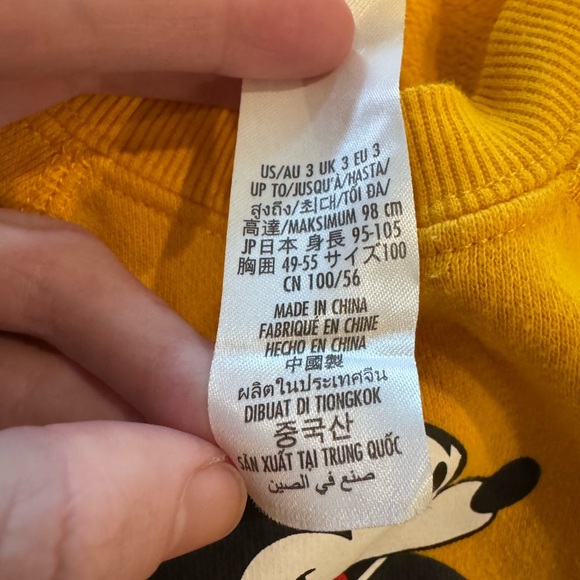 US/AU 3 UK 3 EU 3
UP TO/JUSQU'À/HASTA/
สูงถึง/최대/TỐI ĐA/
高達/MAKSIMUM 98 cm
JP日本 身長 95-105
胸囲 49-55 サイズ100
CN 100/56
MADE IN CHINA
FABRIQUÉ EN CHINE
HECHO EN CHINA
中國製
ผลิตในประเทศจีน
DIBUAT DI TIONGKOK
중국산
SẢN XUẤT TẠI TRUNG QUỐC
صنع في الصين